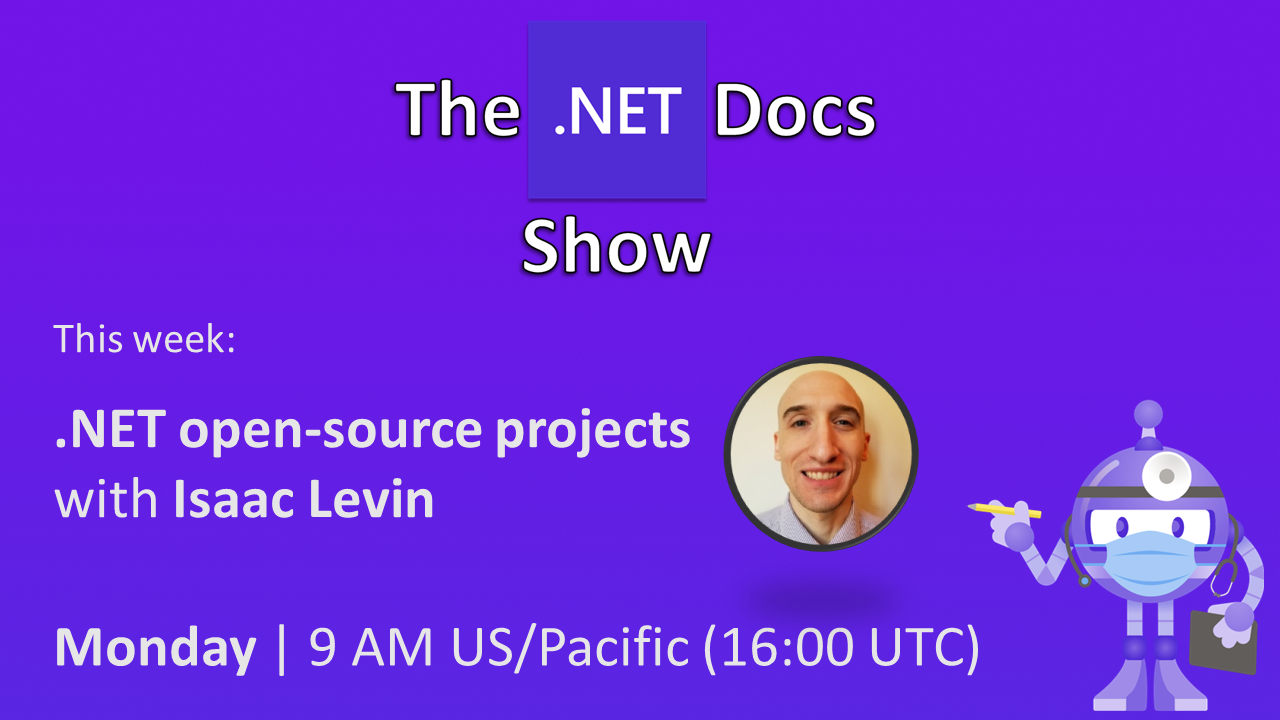 The .NET Docs
Show
This week:
.NET open-source projects
with Isaac Levin
Monday | 9 AM US/Pacific (16:00 UTC)